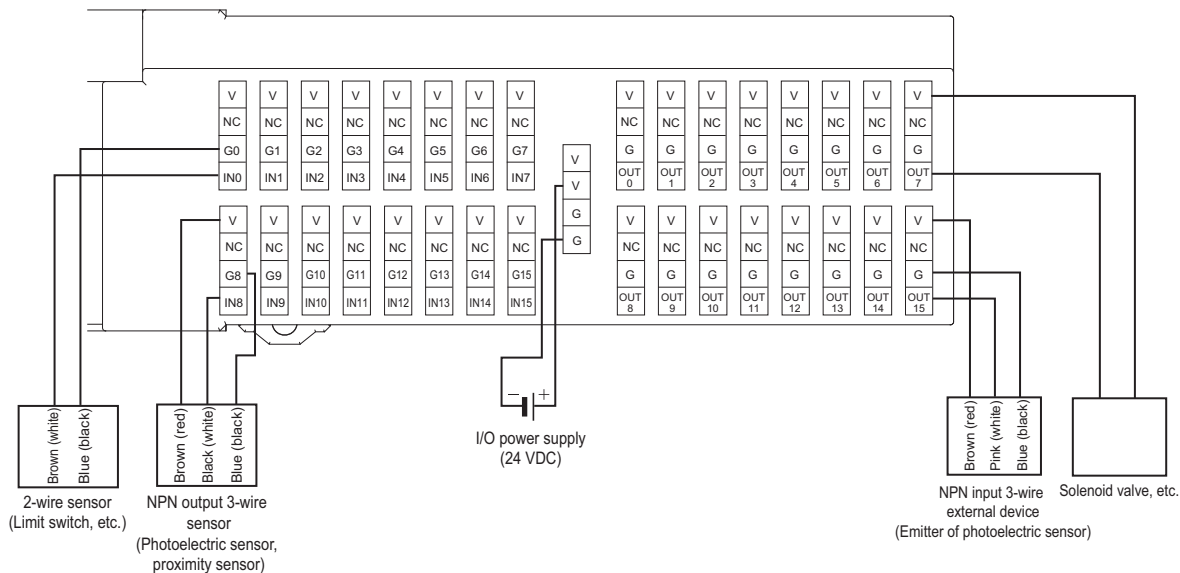 V V V V V V V V V V V V V V V V
NC NC NC NC NC NC NC NC NC NC NC NC NC NC NC NC
G0 G1 G2 G3 G4 G5 G6 G7 G G G G G G G G
IN0 IN1 IN2 IN3 IN4 IN5 IN6 IN7 OUT 0 OUT 1 OUT 2 OUT 3 OUT 4 OUT 5 OUT 6 OUT 7
V
V
G
G
V V V V V V V V V V V V V V V V
NC NC NC NC NC NC NC NC NC NC NC NC NC NC NC NC
G8 G9 G10 G11 G12 G13 G14 G15 G G G G G G G G
IN8 IN9 IN10 IN11 IN12 IN13 IN14 IN15 OUT 8 OUT 9 OUT 10 OUT 11 OUT 12 OUT 13 OUT 14 OUT 15
Brown (white)
Blue (black)
2-wire sensor
(Limit switch, etc.)
Brown (red)
Black (white)
Blue (black)
NPN output 3-wire
sensor
(Photoelectric sensor,
proximity sensor)
− +
I/O power supply
(24 VDC)
Brown (red)
Pink (white)
Blue (black)
NPN input 3-wire
external device
(Emitter of photoelectric sensor)
Solenoid valve, etc.